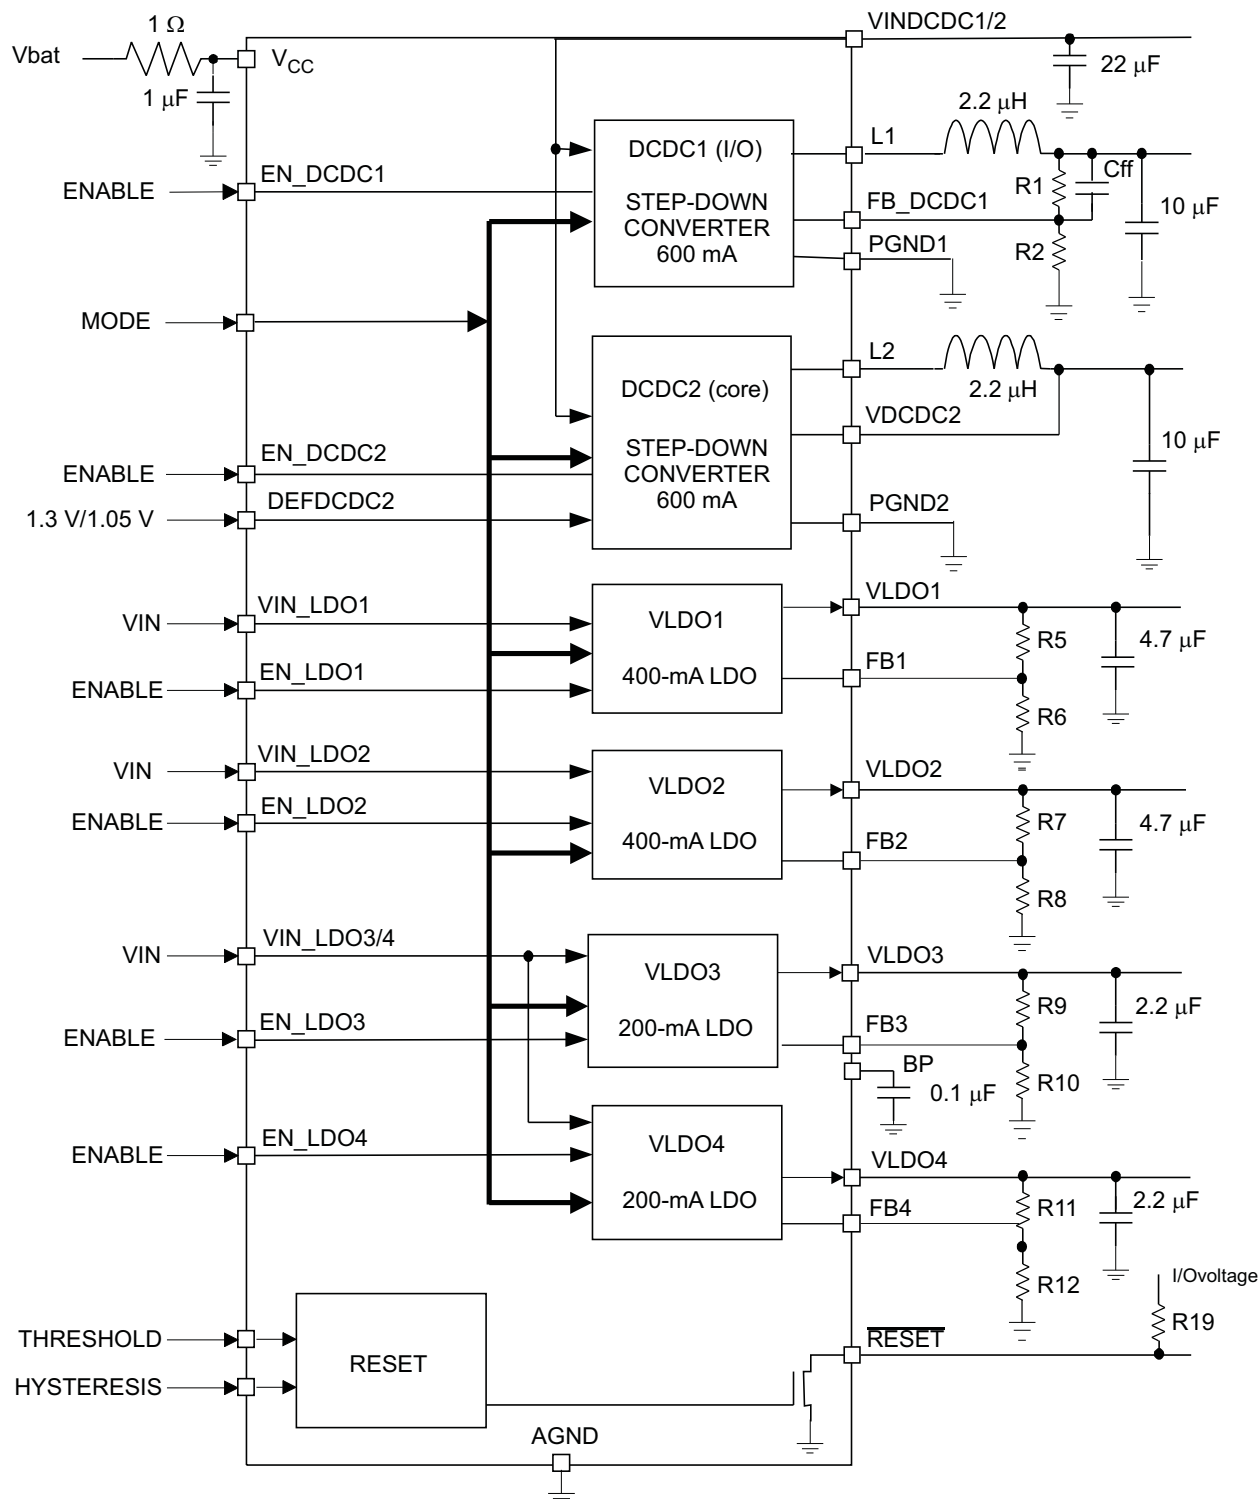 1 Ω
Vbat
VCC
1 μF
VINDCDC1/2
22 μF
2.2 μH
L1
DCDC1 (I/O)
STEP-DOWN
CONVERTER
600 mA
ENABLE
EN_DCDC1
FB_DCDC1
R1
Cff
10 μF
PGND1
R2
MODE
L2
2.2 μH
DCDC2 (core)
STEP-DOWN
CONVERTER
600 mA
VDCDC2
10 μF
ENABLE
EN_DCDC2
1.3 V/1.05 V
DEFDCDC2
PGND2
VIN
VIN_LDO1
VLDO1
400-mA LDO
ENABLE
EN_LDO1
VLDO1
R5
4.7 μF
FB1
R6
VIN
VIN_LDO2
VLDO2
400-mA LDO
ENABLE
EN_LDO2
VLDO2
R7
4.7 μF
FB2
R8
VIN
VIN_LDO3/4
VLDO3
200-mA LDO
ENABLE
EN_LDO3
VLDO3
R9
2.2 μF
FB3
R10
BP
0.1 μF
ENABLE
EN_LDO4
VLDO4
200-mA LDO
VLDO4
R11
2.2 μF
FB4
R12
I/Ovoltage
R19
THRESHOLD
HYSTERESIS
RESET
RESET
AGND